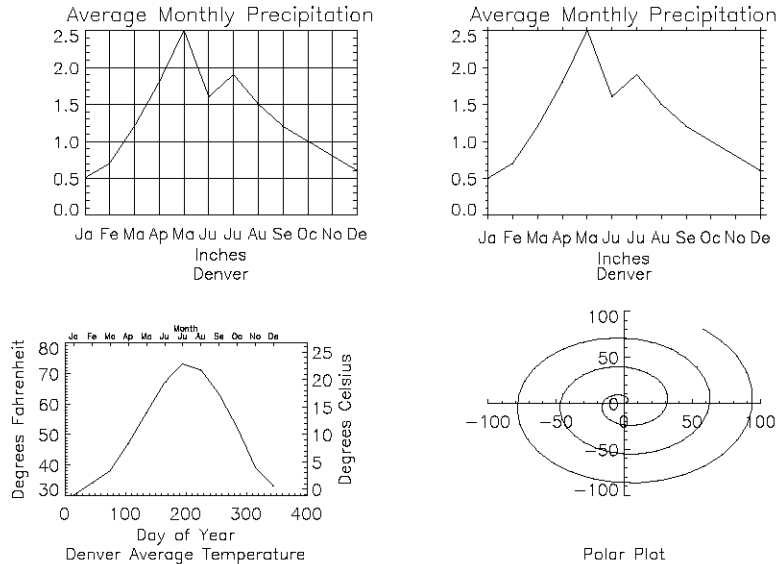 Average Monthly Precipitation
2.5
2.0
1.5
1.0
0.5
0.0
Ja Fe Ma Ap Ma Ju Ju Au Se Oc No De
Inches
Denver
Average Monthly Precipitation
2.5
2.0
1.5
1.0
0.5
0.0
Ja Fe Ma Ap Ma Ju Ju Au Se Oc No De
Inches
Denver
Month
Ja Fe Ma Ap Ma Ju Ju Au Se Oc No De
Degrees Fahrenheit
80
70
60
50
40
30
25
20
15
10
5
0
Degrees Celsius
0 100 200 300 400
Day of Year
Denver Average Temperature
100
50
0
-50
-100
-100 -50 0 50 100
Polar Plot